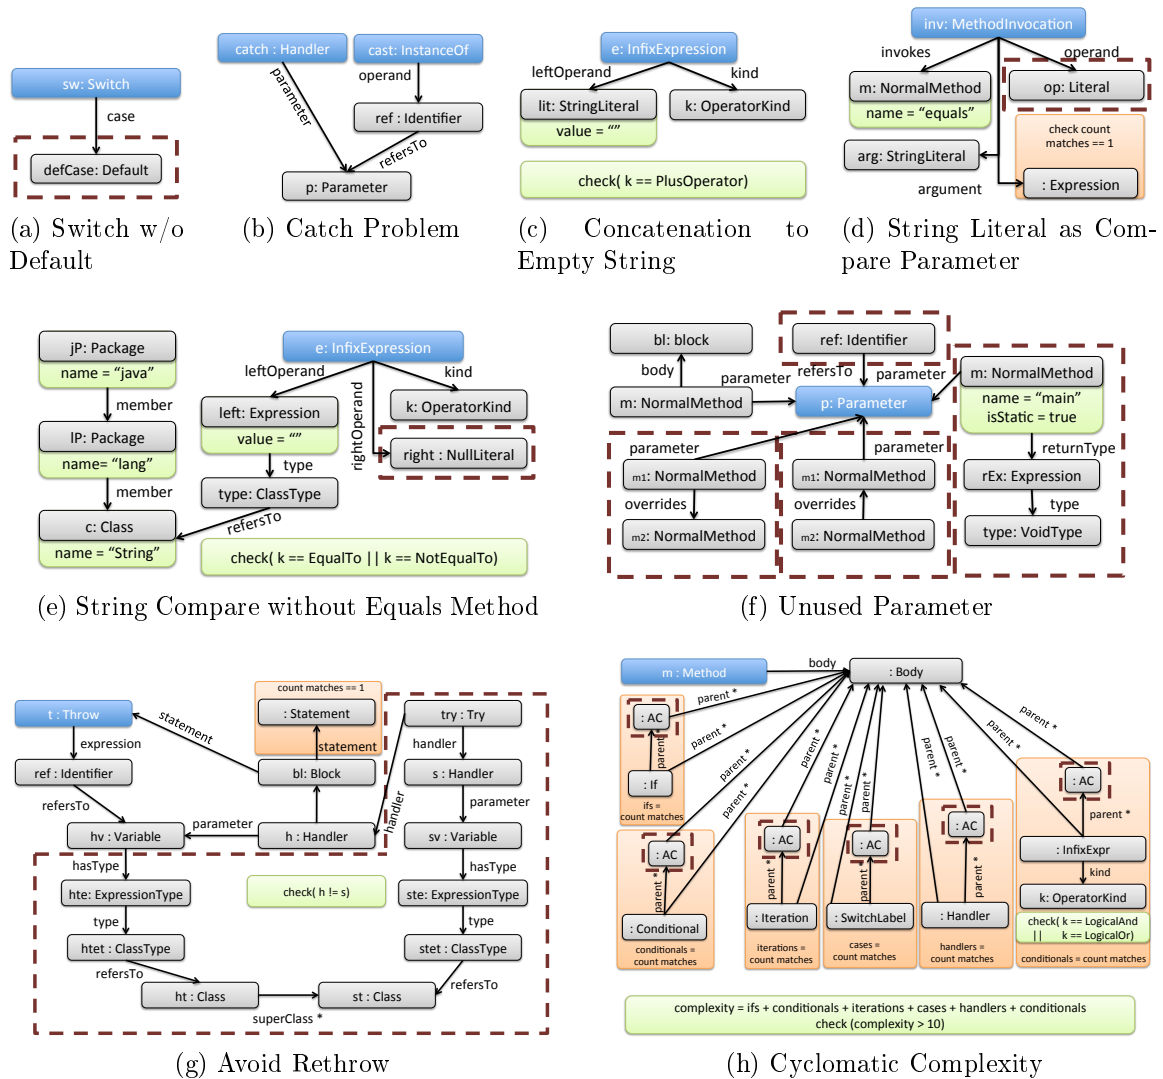 sw: Switch
case
defCase: Default
(a) Switch w/o
Default
catch : Handler
cast: InstanceOf
parameter
operand
ref : Identifier
refersTo
p: Parameter
(b) Catch Problem
e: InfixExpression
leftOperand
kind
lit: StringLiteral
value = “”
k: OperatorKind
check( k == PlusOperator)
(c) Concatenation to
Empty String
inv: MethodInvocation
invokes
operand
m: NormalMethod
name = “equals”
op: Literal
check count
matches == 1
arg: StringLiteral
argument
: Expression
(d) String Literal as Com-
pare Parameter
jP: Package
name = “java”
member
lP: Package
name= “lang”
member
c: Class
name = “String”
e: InfixExpression
leftOperand
kind
rightOperand
left: Expression
value = “”
k: OperatorKind
right : NullLiteral
type
type: ClassType
refersTo
check( k == EqualTo || k == NotEqualTo)
(e) String Compare without Equals Method
bl: block
body
m: NormalMethod
parameter
ref: Identifier
refersTo
parameter
p: Parameter
m: NormalMethod
name = “main”
isStatic = true
returnType
rEx: Expression
type
type: VoidType
parameter
m1: NormalMethod
overrides
m2: NormalMethod
parameter
m1: NormalMethod
overrides
m2: NormalMethod
(f) Unused Parameter
t : Throw
statement
expression
ref : Identifier
refersTo
hv : Variable
parameter
h : Handler
bl: Block
statement
: Statement
count matches == 1
handler
try : Try
handler
s : Handler
parameter
sv : Variable
hasType
ste: ExpressionType
type
stet : ClassType
refersTo
hasType
hte: ExpressionType
type
htet : ClassType
refersTo
check( h != s)
ht : Class
superClass *
st : Class
(g) Avoid Rethrow
m : Method
body
: Body
: AC
parent *
parent *
parent *
: If
ifs =
count matches
: AC
parent *
parent *
parent *
: Conditional
conditionals =
count matches
: AC
parent *
parent *
parent *
: Iteration
iterations =
count matches
: AC
parent *
parent *
parent *
: SwitchLabel
cases =
count matches
: AC
parent *
parent *
parent *
: Handler
handlers =
count matches
: AC
parent *
parent *
parent *
: InfixExpr
kind
k: OperatorKind
check( k == LogicalAnd
|| k == LogicalOr)
conditionals = count matches
complexity = ifs + conditionals + iterations + cases + handlers + conditionals
check (complexity > 10)
(h) Cyclomatic Complexity